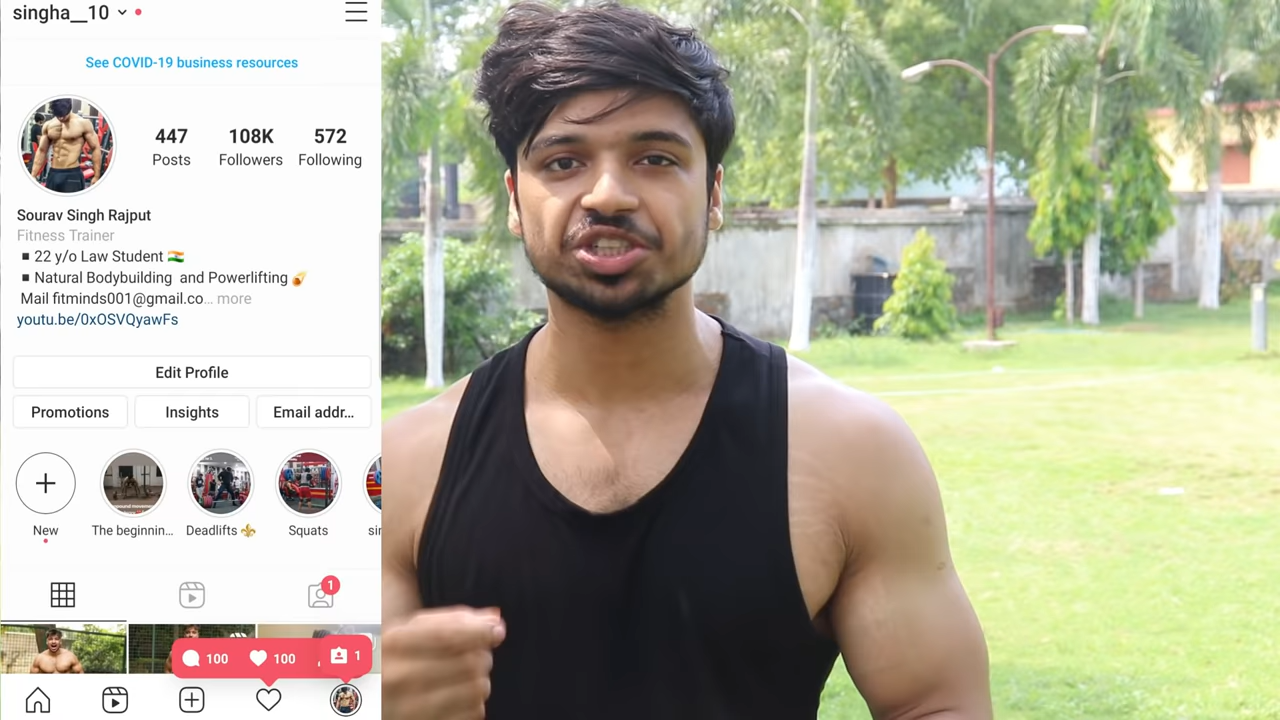 singha__10
See COVID-19 business resources
447 108K 572
Posts Followers Following
Sourav Singh Rajput
Fitness Trainer
▪22 y/o Law Student 🇮🇳
▪Natural Bodybuilding and Powerlifting ☄️
Mail fitminds001@gmail.co... more
youtu.be/0xOSVQyawFs
Edit Profile
Promotions Insights Email addr...
New The beginnin... Deadlifts ⚜️ Squats
1
100 100 1